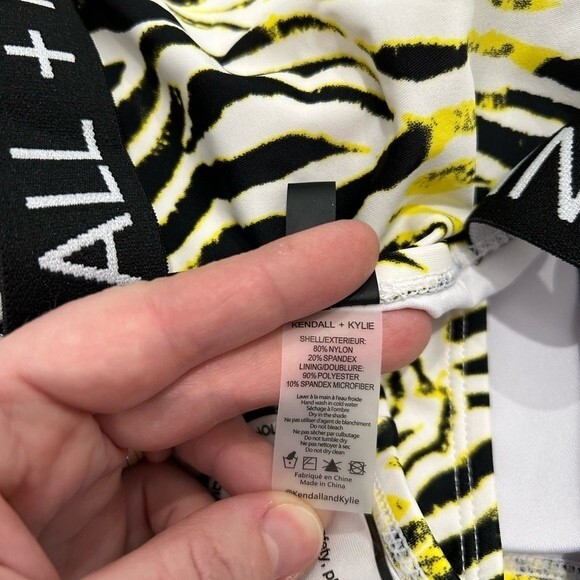 ALL +
KENDALL + KYLIE
SHELL/EXTERIEUR:
80% NYLON
20% SPANDEX
LINING/DOUBLURE:
90% POLYESTER
10% SPANDEX MICROFIBER
Laver à la main à l'eau froide
Hand wash in cold water
Séchage à l'ombre
Dry in the shade
Ne pas utiliser d'agent de blanchiment
Do not bleach
Ne pas sécher par culbutage
Do not tumble dry
Ne pas nettoyer à sec
Do not dry clean
Fabriqué en Chine
Made in China
@KendallandKylie